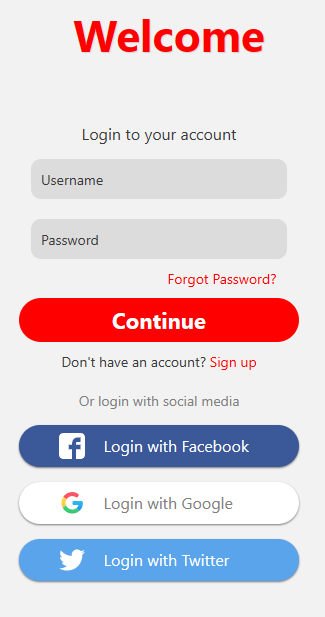 Welcome
Login to your account
Username
Password
Forgot Password?
Continue
Don't have an account? Sign up
Or login with social media
Login with Facebook
Login with Google
Login with Twitter